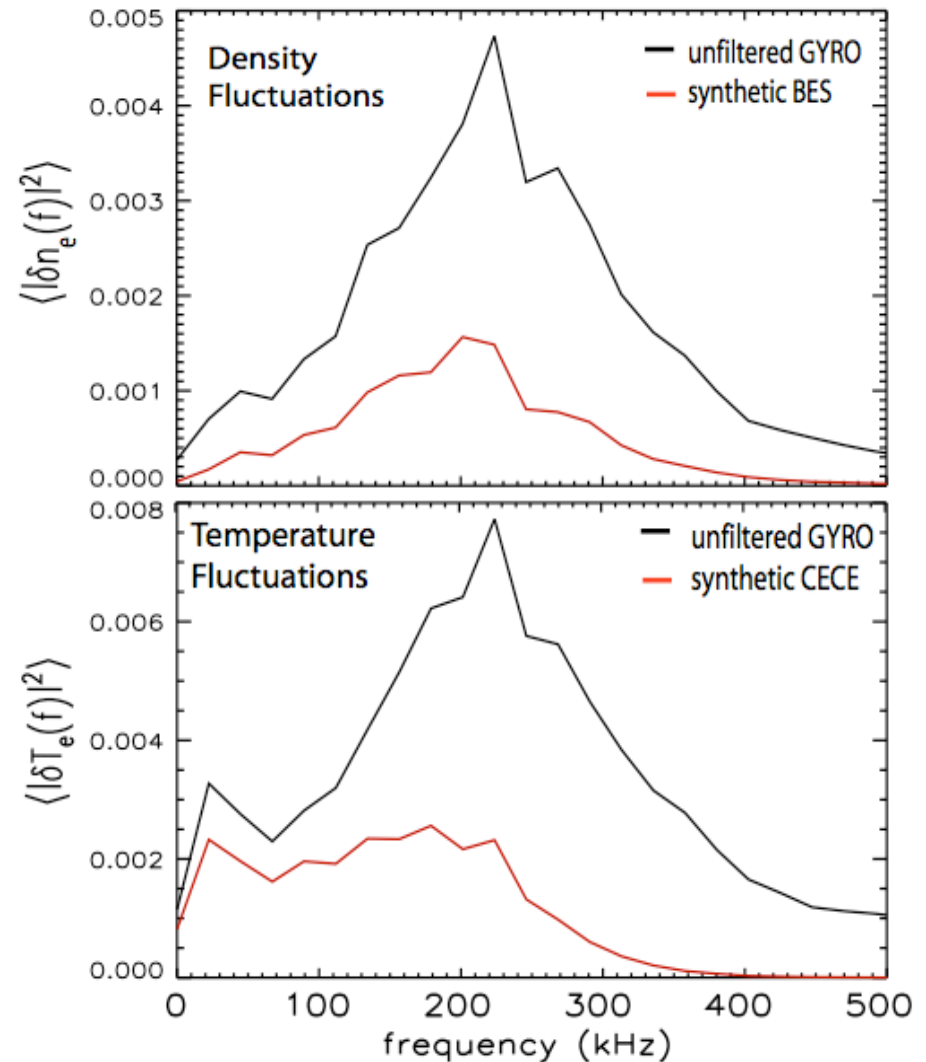 Density
Fluctuations
unfiltered GYRO
synthetic BES
⟨|δn_e(f)|²⟩
0.005
0.004
0.003
0.002
0.001
0.000
Temperature
Fluctuations
unfiltered GYRO
synthetic CECE
⟨|δT_e(f)|²⟩
0.008
0.006
0.004
0.002
0.000
0 100 200 300 400 500
frequency (kHz)